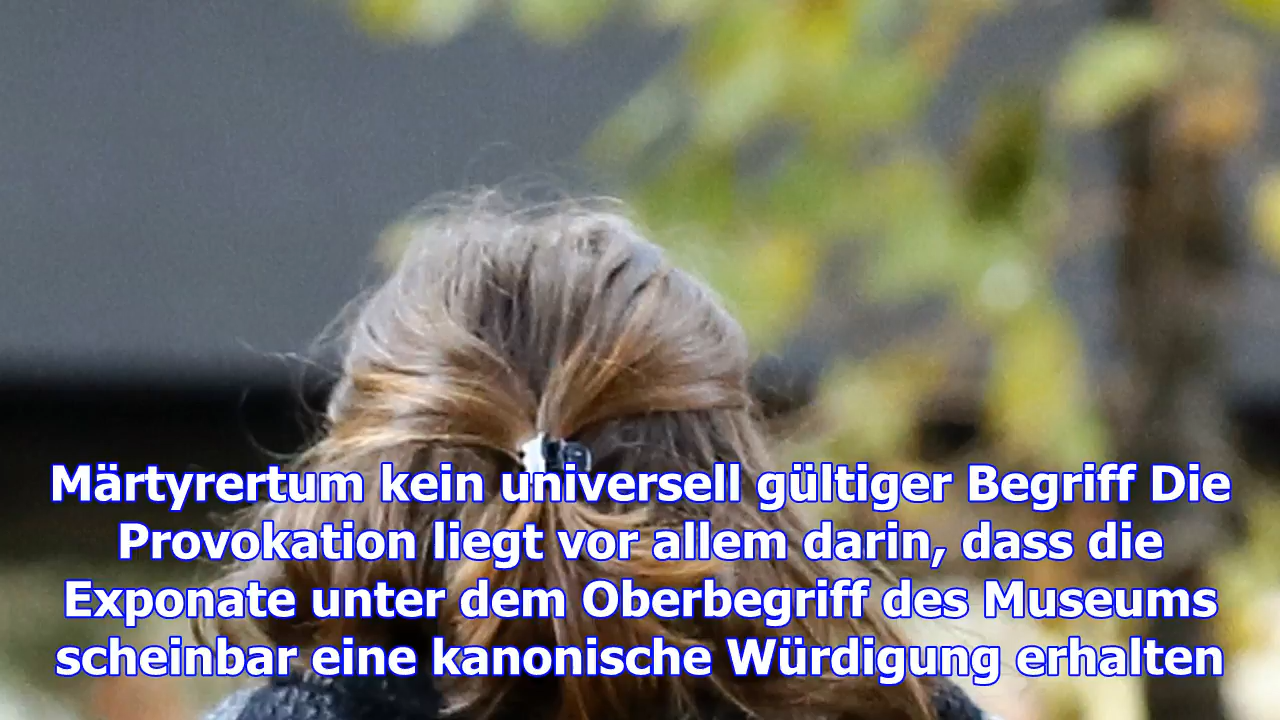 Märtyrertum kein universell gültiger Begriff Die
Provokation liegt vor allem darin, dass die
Exponate unter dem Oberbegriff des Museums
scheinbar eine kanonische Würdigung erhalten